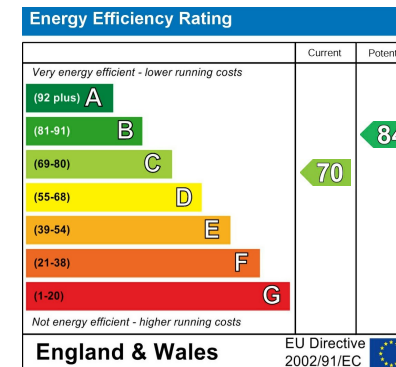 Energy Efficiency Rating
Current Potent
Very energy efficient - lower running costs
(92 plus) A
(81-91) B
84
(69-80) C
70
(55-68) D
(39-54) E
(21-38) F
(1-20) G
Not energy efficient - higher running costs
England & Wales
EU Directive
2002/91/EC